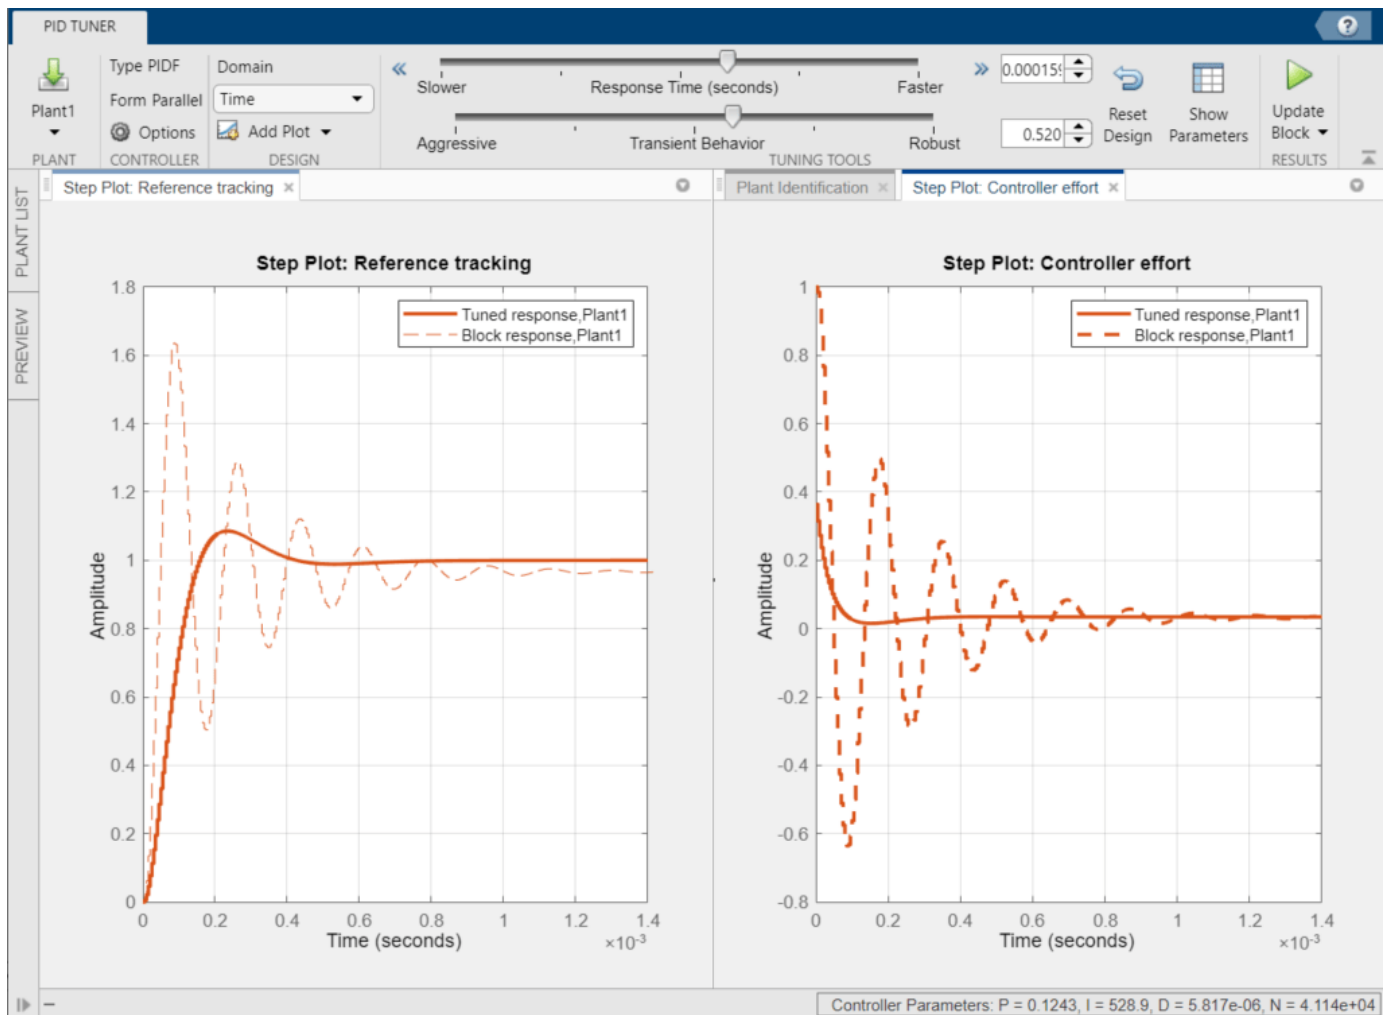 PID TUNER
?
Plant1
PLANT
Type PIDF
Form Parallel
Options
CONTROLLER
Domain
Time
Add Plot
DESIGN
Slower
Response Time (seconds)
Faster
0.00015
Aggressive
Transient Behavior
Robust
0.520
TUNING TOOLS
Reset
Design
Show
Parameters
Update
Block
RESULTS
PLANT LIST
PREVIEW
Step Plot: Reference tracking ×
Plant Identification ×
Step Plot: Controller effort ×
Step Plot: Reference tracking
Tuned response,Plant1
Block response,Plant1
Amplitude
1.8
1.6
1.4
1.2
1
0.8
0.6
0.4
0.2
0
0 0.2 0.4 0.6 0.8 1 1.2 1.4
Time (seconds)
×10⁻³
Step Plot: Controller effort
Tuned response,Plant1
Block response,Plant1
Amplitude
1
0.8
0.6
0.4
0.2
0
-0.2
-0.4
-0.6
-0.8
0 0.2 0.4 0.6 0.8 1 1.2 1.4
Time (seconds)
×10⁻³
Controller Parameters: P = 0.1243, I = 528.9, D = 5.817e-06, N = 4.114e+04